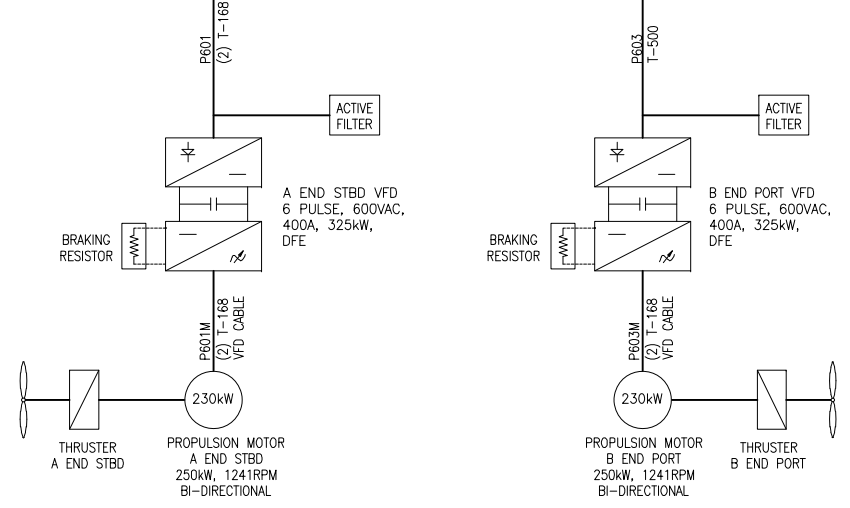 P601
(2) T-168
ACTIVE
FILTER
A END STBD VFD
6 PULSE, 600VAC,
400A, 325kW,
DFE
BRAKING
RESISTOR
P601M
(2) T-168
VFD CABLE
230kW
THRUSTER
A END STBD
PROPULSION MOTOR
A END STBD
250kW, 1241RPM
BI-DIRECTIONAL
P603
T-500
ACTIVE
FILTER
B END PORT VFD
6 PULSE, 600VAC,
400A, 325kW,
DFE
BRAKING
RESISTOR
P603M
(2) T-168
VFD CABLE
230kW
PROPULSION MOTOR
B END PORT
250kW, 1241RPM
BI-DIRECTIONAL
THRUSTER
B END PORT